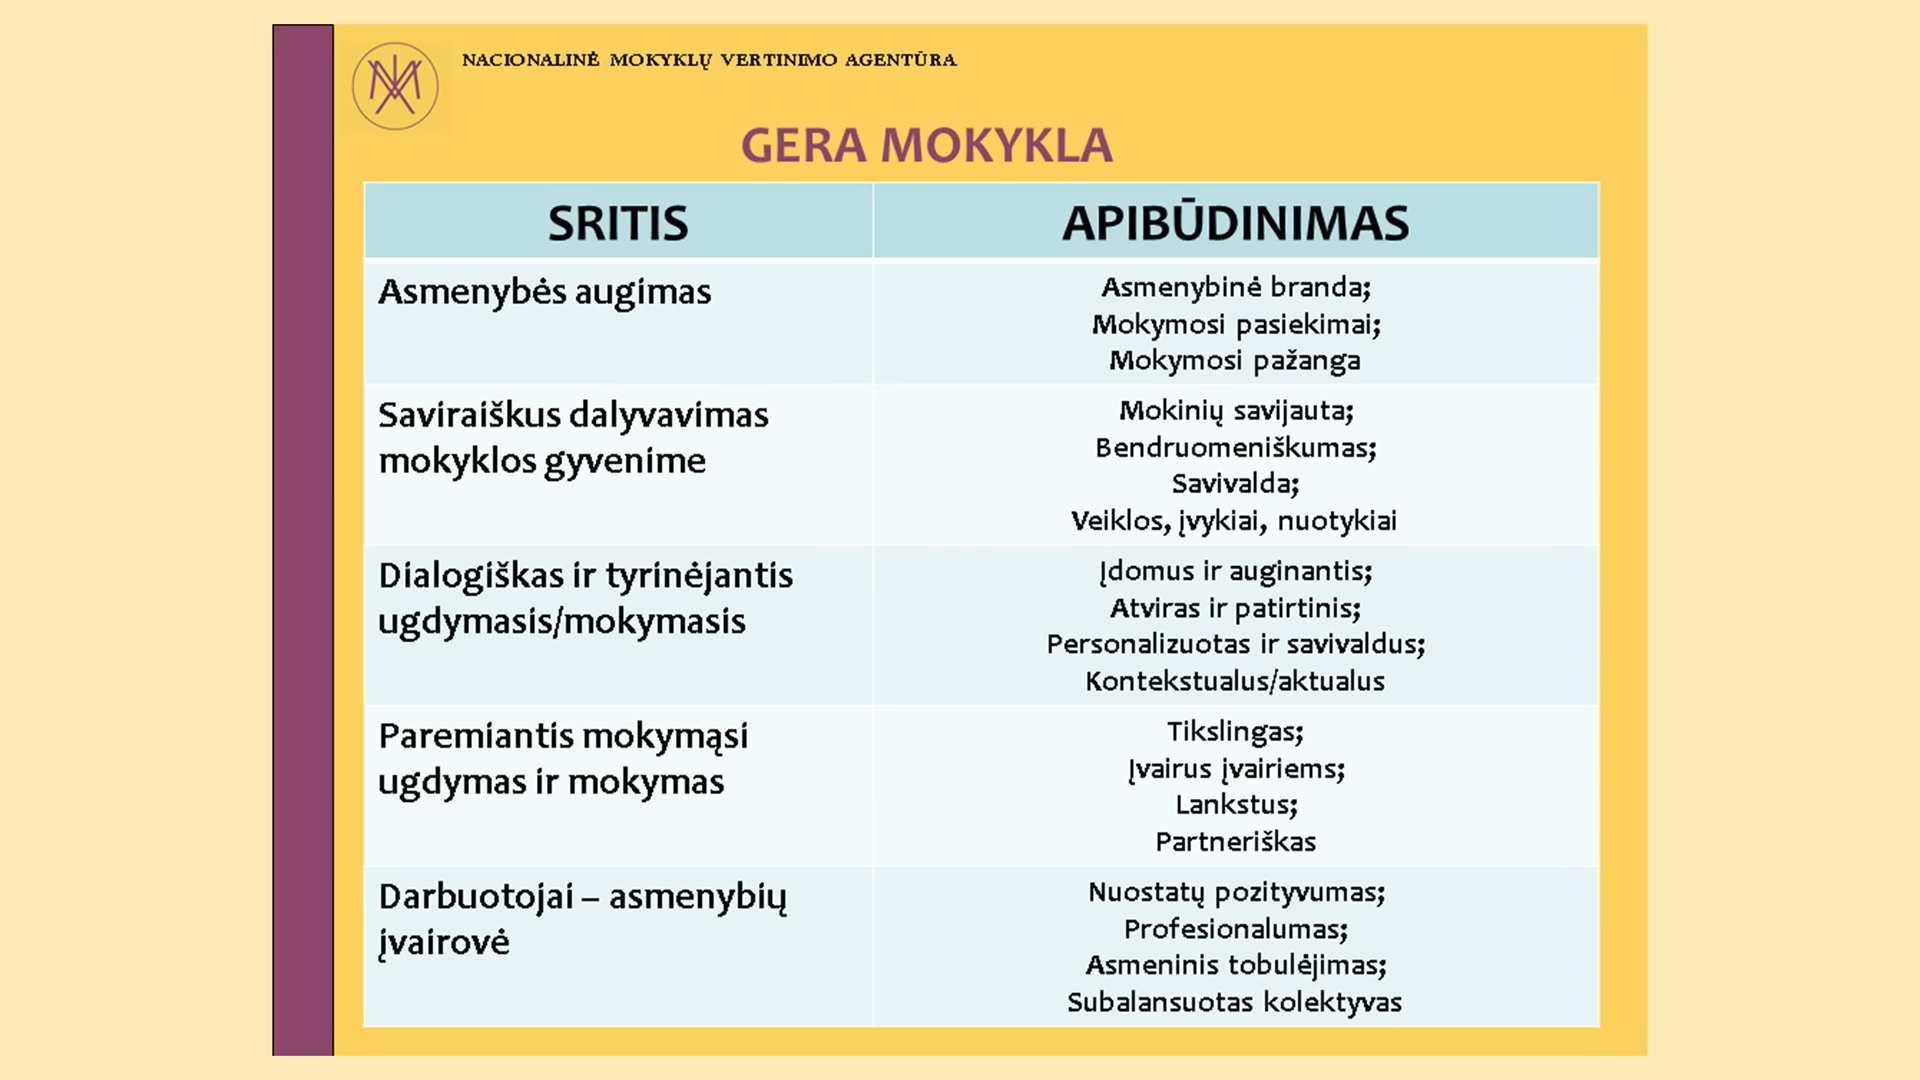 NACIONALINĖ MOKYKLŲ VERTINIMO AGENTŪRA
GERA MOKYKLA
SRITIS
APIBŪDINIMAS
Asmenybės augimas
Asmenybinė branda;
Mokymosi pasiekimai;
Mokymosi pažanga
Saviraiškus dalyvavimas
mokyklos gyvenime
Mokinių savijauta;
Bendruomeniškumas;
Savivalda;
Veiklos, įvykiai, nuotykiai
Dialogiškas ir tyrinėjantis
ugdymasis/mokymasis
Įdomus ir auginantis;
Atviras ir patirtinis;
Personalizuotas ir savivaldus;
Kontekstualus/aktualus
Paremiantis mokymąsi
ugdymas ir mokymas
Tikslingas;
Įvairus įvairiems;
Lankstus;
Partneriškas
Darbuotojai – asmenybių
įvairovė
Nuostatų pozityvumas;
Profesionalumas;
Asmeninis tobulėjimas;
Subalansuotas kolektyvas